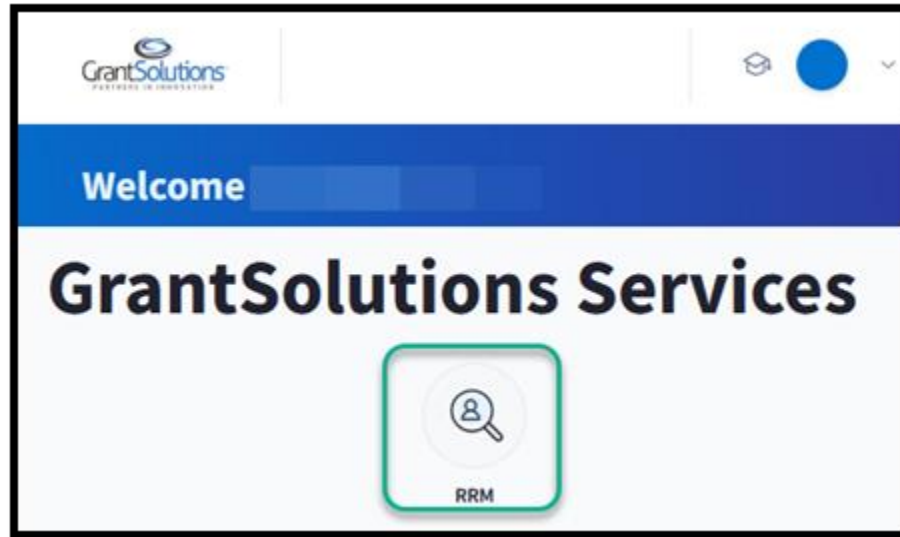 GrantSolutions
PARTNERS IN INNOVATION
Welcome
GrantSolutions Services
RRM